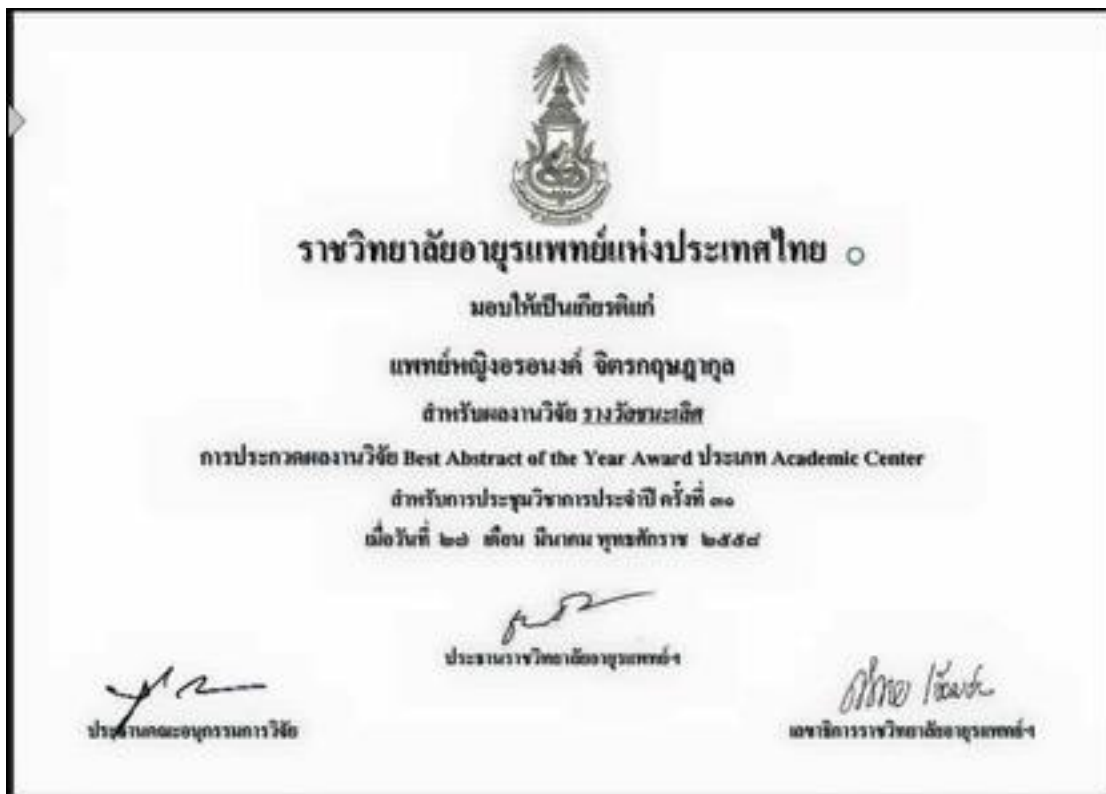 ราชวิทยาลัยอายุรแพทย์แห่งประเทศไทย
มอบให้เป็นเกียรติแก่
แพทย์หญิงอรอนงค์ จิตรกฤษฎากุล
สำหรับผลงานวิจัย รางวัลชนะเลิศ
การประกวดผลงานวิจัย Best Abstract of the Year Award ประเภท Academic Center
สำหรับการประชุมวิชาการประจำปี ครั้งที่ ๓๑
เมื่อวันที่ ๒๗ เดือน มีนาคม พุทธศักราช ๒๕๕๘
ประธานราชวิทยาลัยอายุรแพทย์ฯ
ประธานคณะอนุกรรมการวิจัย
เลขาธิการราชวิทยาลัยอายุรแพทย์ฯ